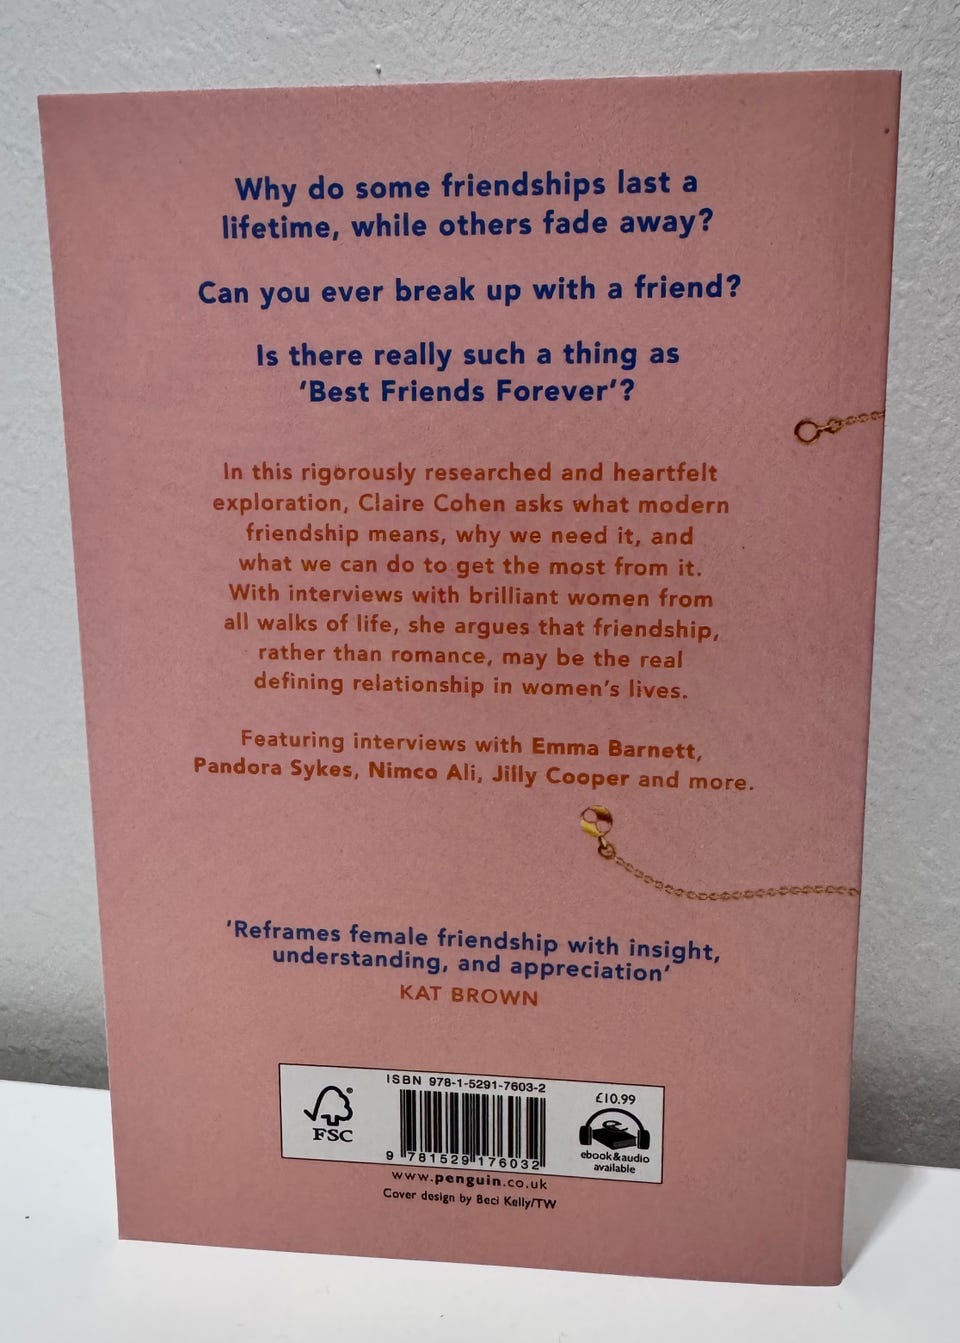 Why do some friendships last a
lifetime, while others fade away?
Can you ever break up with a friend?
Is there really such a thing as
‘Best Friends Forever’?
In this rigorously researched and heartfelt
exploration, Claire Cohen asks what modern
friendship means, why we need it, and
what we can do to get the most from it.
With interviews with brilliant women from
all walks of life, she argues that friendship,
rather than romance, may be the real
defining relationship in women’s lives.
Featuring interviews with Emma Barnett,
Pandora Sykes, Nimco Ali, Jilly Cooper and more.
‘Reframes female friendship with insight,
understanding, and appreciation’
KAT BROWN
FSC
ISBN 978-1-5291-7603-2
9 781529 176032
£10.99
ebook&audio
available
www.penguin.co.uk
Cover design by Beci Kelly/TW